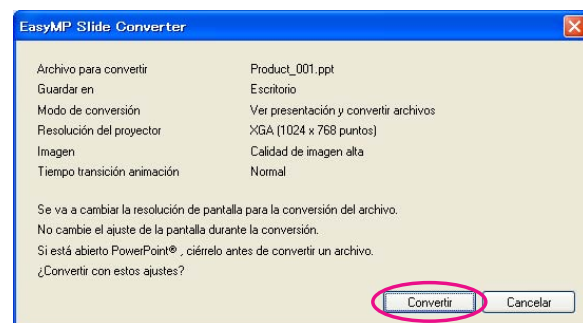 EasyMP Slide Converter
Archivo para convertir Product_001.ppt
Guardar en Escritorio
Modo de conversión Ver presentación y convertir archivos
Resolución del proyector XGA (1024 x 768 puntos)
Imagen Calidad de imagen alta
Tiempo transición animación Normal
Se va a cambiar la resolución de pantalla para la conversión del archivo.
No cambie el ajuste de la pantalla durante la conversión.
Si está abierto PowerPoint® , ciérrelo antes de convertir un archivo.
¿Convertir con estos ajustes?
Convertir Cancelar